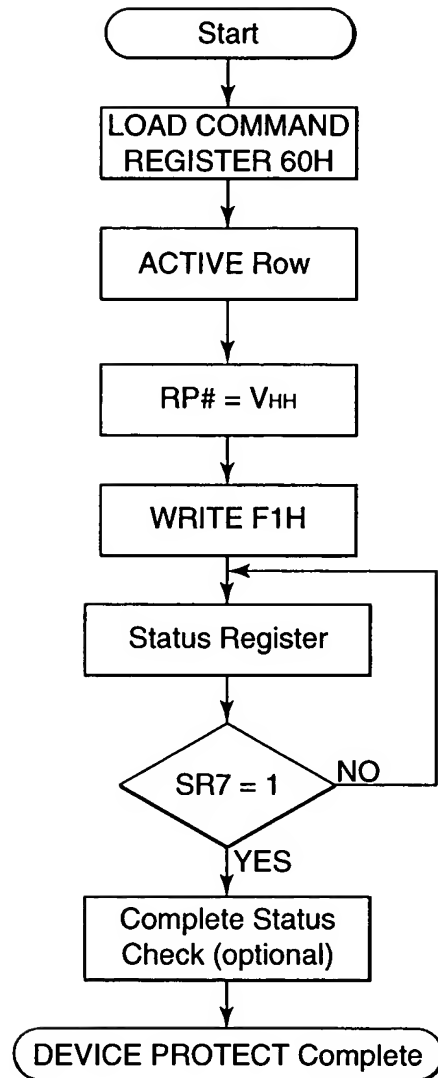 Start
LOAD COMMAND
REGISTER 60H
ACTIVE Row
RP# = VHH
WRITE F1H
Status Register
SR7 = 1
NO
YES
Complete Status
Check (optional)
DEVICE PROTECT Complete